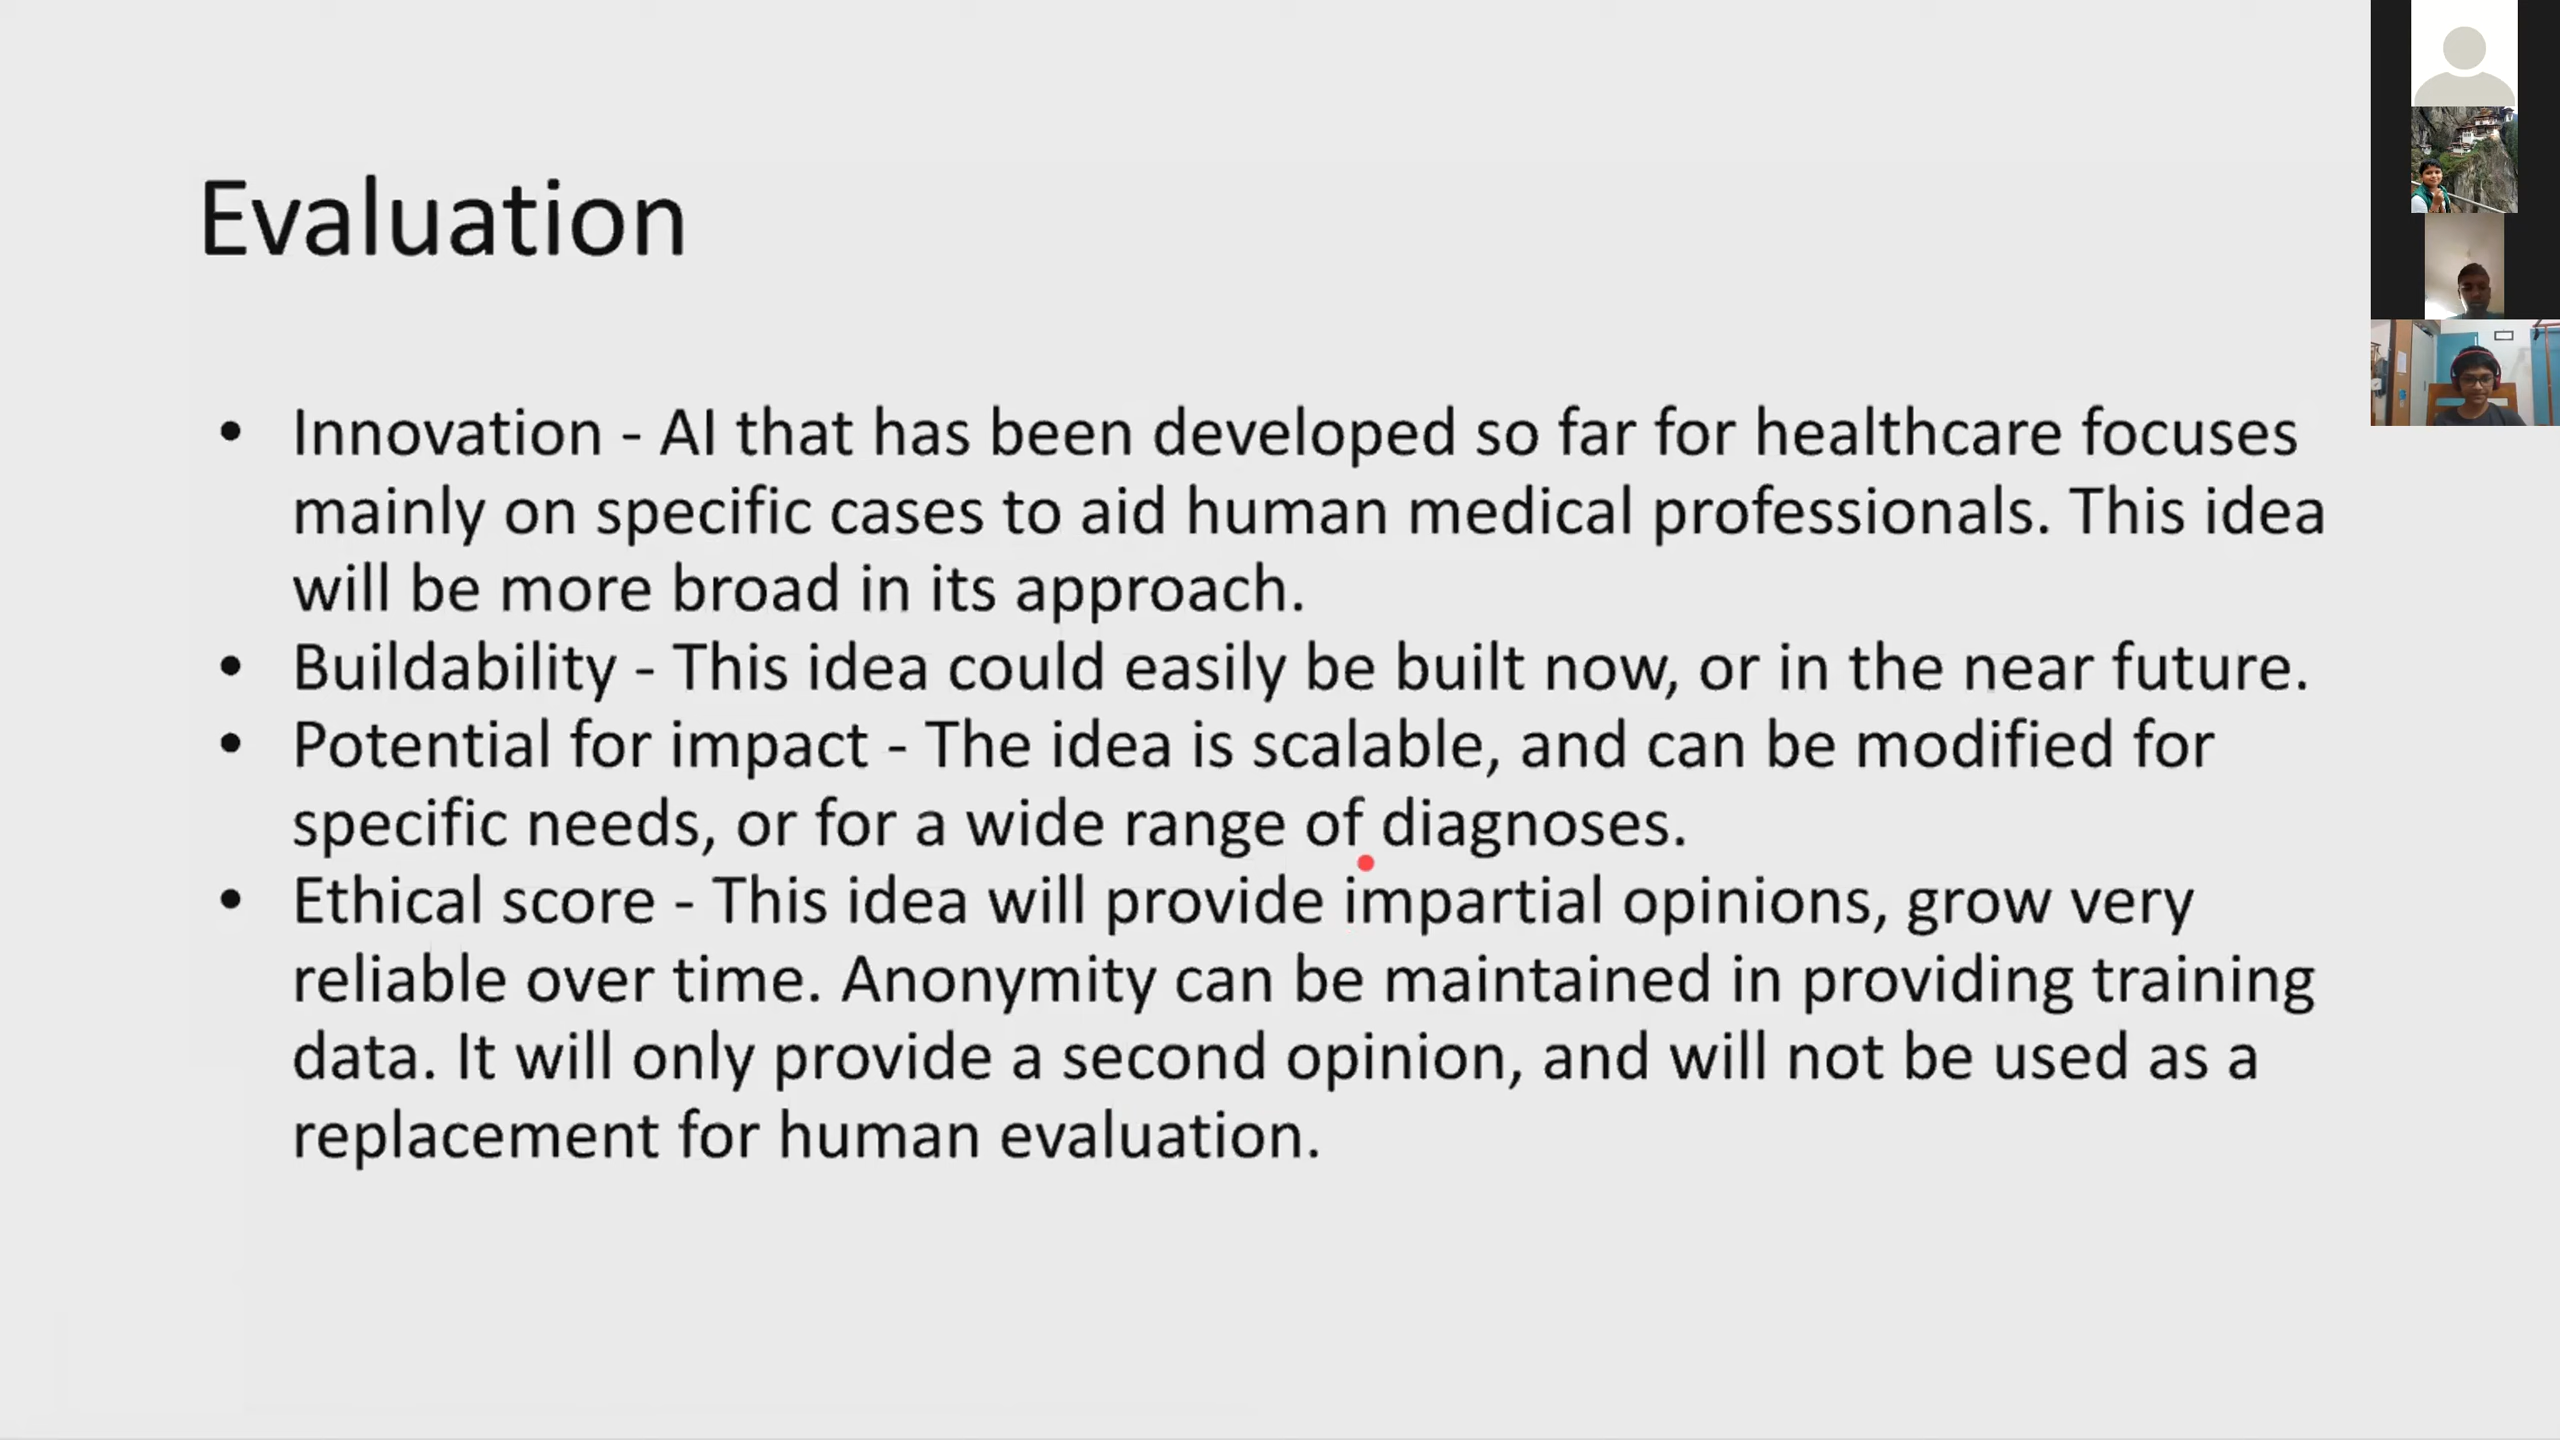 Evaluation
• Innovation - AI that has been developed so far for healthcare focuses
mainly on specific cases to aid human medical professionals. This idea
will be more broad in its approach.
• Buildability - This idea could easily be built now, or in the near future.
• Potential for impact - The idea is scalable, and can be modified for
specific needs, or for a wide range of diagnoses.
• Ethical score - This idea will provide impartial opinions, grow very
reliable over time. Anonymity can be maintained in providing training
data. It will only provide a second opinion, and will not be used as a
replacement for human evaluation.